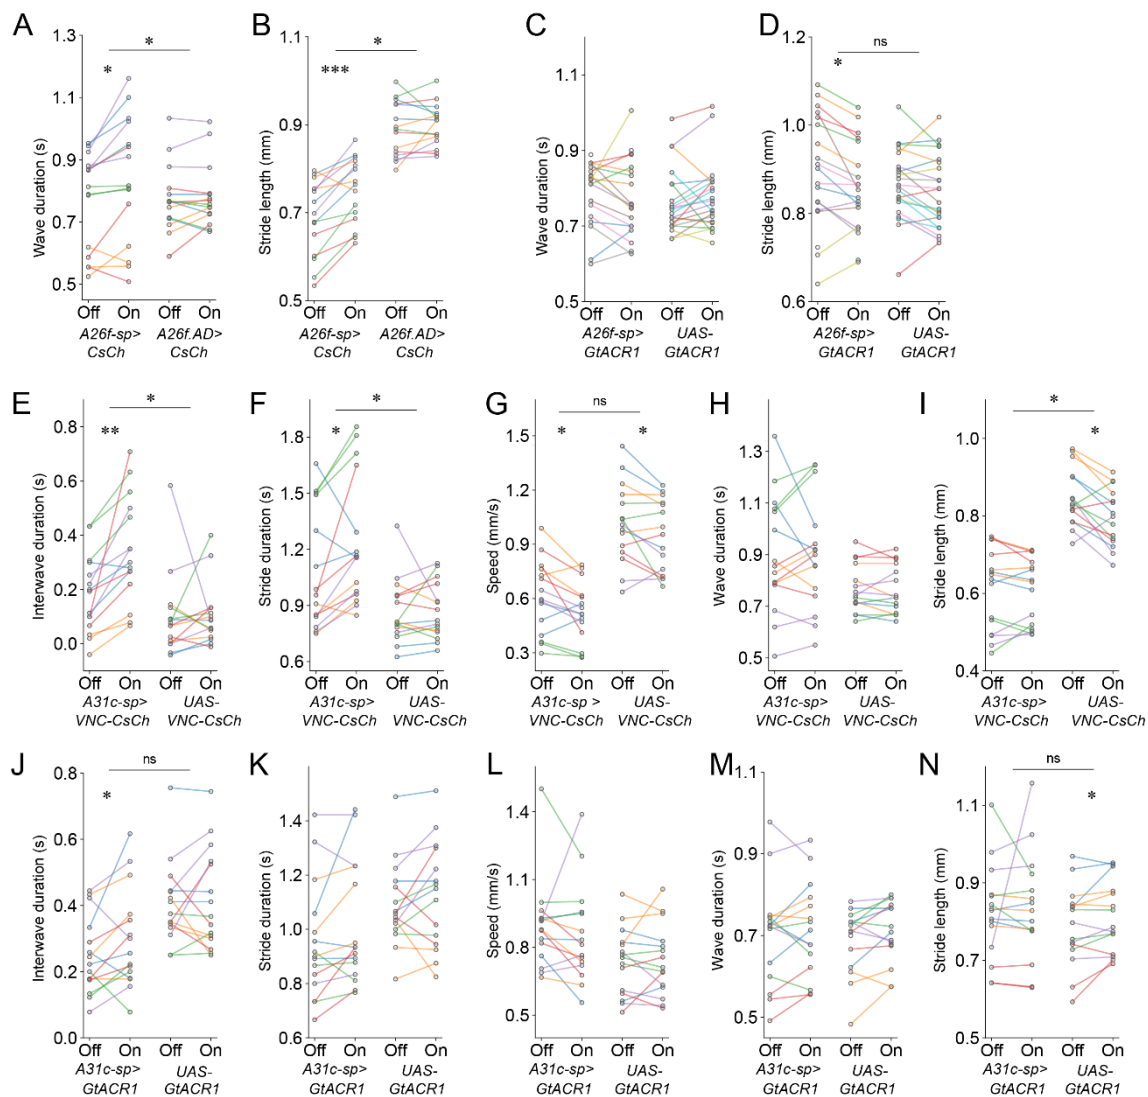 A
Wave duration (s)
1.3
1.1
0.9
0.7
0.5
*
*
Off On Off On
A26f-sp> A26f.AD>
CsCh CsCh
B
Stride length (mm)
1.1
0.9
0.7
0.5
*
***
Off On Off On
A26f-sp> A26f.AD>
CsCh CsCh
C
Wave duration (s)
1.1
0.9
0.7
0.5
Off On Off On
A26f-sp> UAS-
GtACR1 GtACR1
D
Stride length (mm)
1.2
1.0
0.8
0.6
ns
*
Off On Off On
A26f-sp> UAS-
GtACR1 GtACR1
E
Interwave duration (s)
0.8
0.6
0.4
0.2
0.0
*
**
Off On Off On
A31c-sp> UAS-
VNC-CsCh VNC-CsCh
F
Stride duration (s)
1.8
1.5
1.2
0.9
0.6
*
*
Off On Off On
A31c-sp> UAS-
VNC-CsCh VNC-CsCh
G
Speed (mm/s)
1.5
1.2
0.9
0.6
0.3
ns
* *
Off On Off On
A31c-sp > UAS-
VNC-CsCh VNC-CsCh
H
Wave duration (s)
1.3
1.1
0.9
0.7
0.5
Off On Off On
A31c-sp> UAS-
VNC-CsCh VNC-CsCh
I
Stride length (mm)
1.0
0.8
0.6
0.4
*
*
Off On Off On
A31c-sp> UAS-
VNC-CsCh VNC-CsCh
J
Interwave duration (s)
0.8
0.6
0.4
0.2
0.0
ns
*
Off On Off On
A31c-sp> UAS-
GtACR1 GtACR1
K
Stride duration (s)
1.4
1.2
1.0
0.8
0.6
Off On Off On
A31c-sp> UAS-
GtACR1 GtACR1
L
Speed (mm/s)
1.4
1.1
0.8
0.5
Off On Off On
A31c-sp> UAS-
GtACR1 GtACR1
M
Wave duration (s)
1.1
0.9
0.7
0.5
Off On Off On
A31c-sp> UAS-
GtACR1 GtACR1
N
Stride length (mm)
1.1
0.9
0.7
0.5
ns
*
Off On Off On
A31c-sp> UAS-
GtACR1 GtACR1